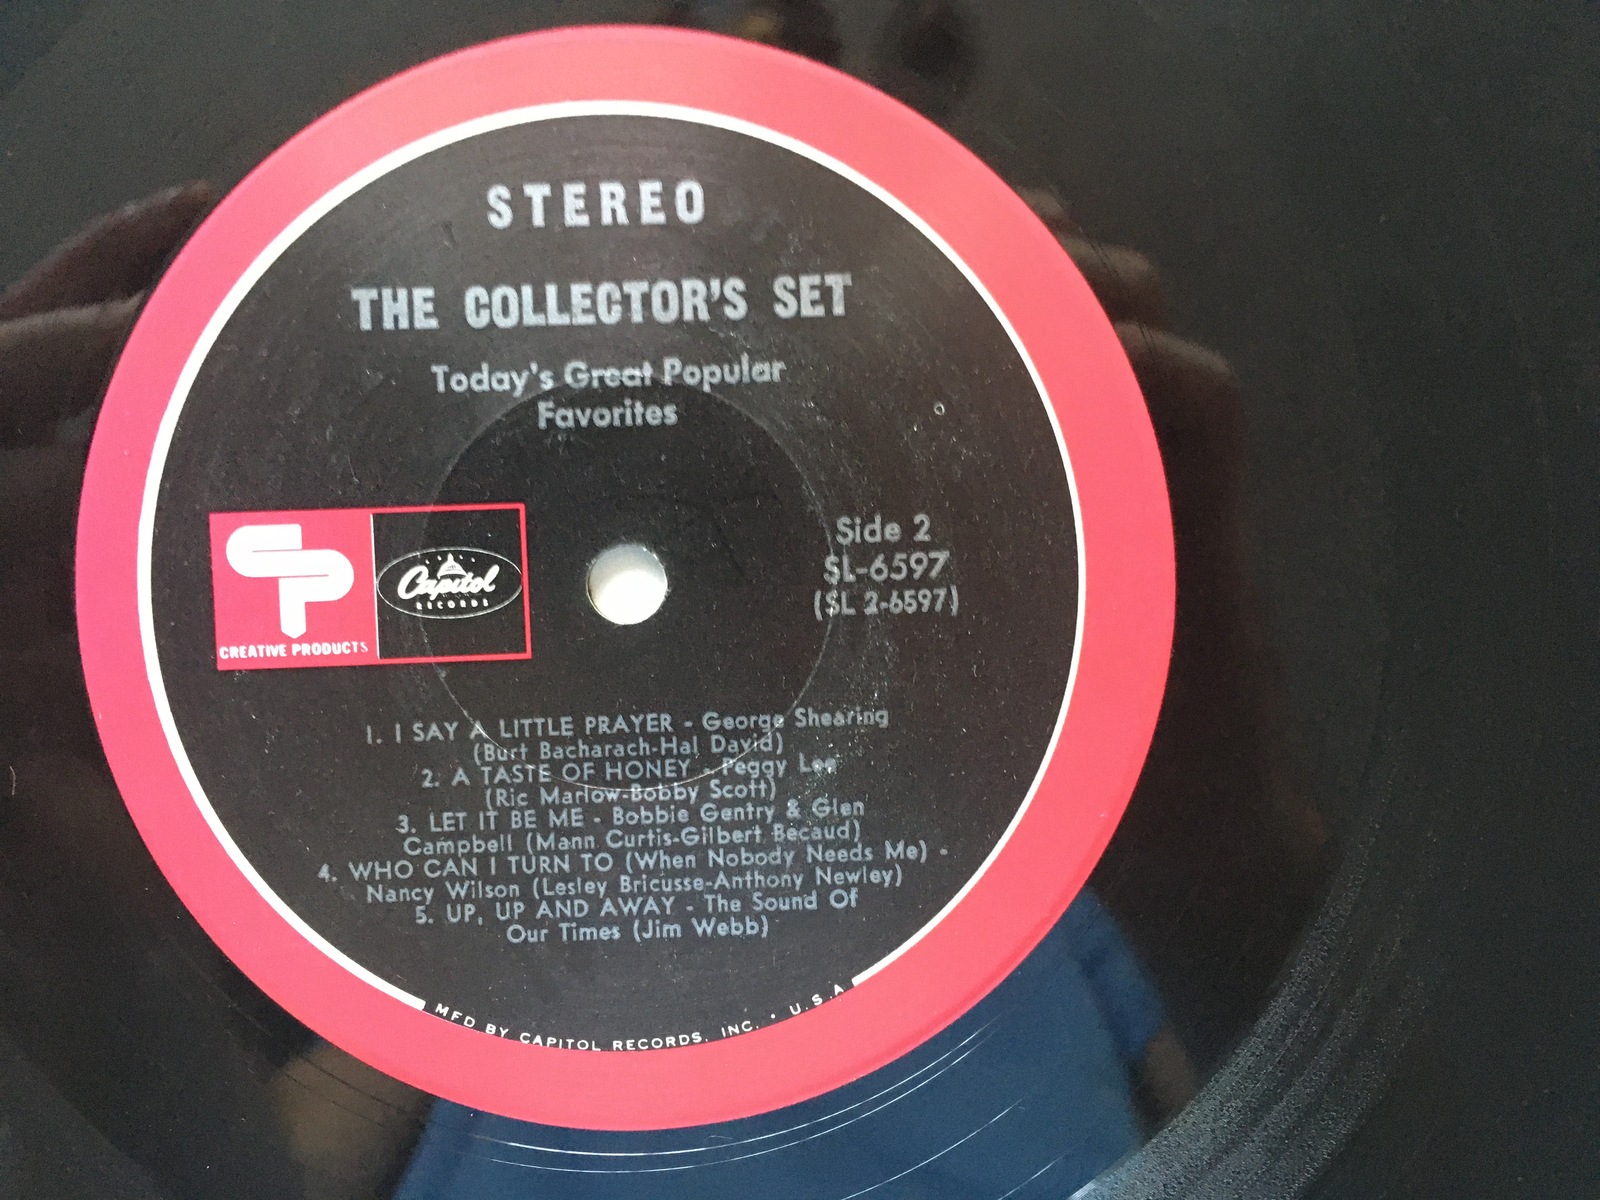 STEREO
THE COLLECTOR'S SET
Today's Great Popular
Favorites
CREATIVE PRODUCTS
Capitol
RECORDS
Side 2
SL-6597
(SL 2-6597)
1. I SAY A LITTLE PRAYER - George Shearing
(Burt Bacharach-Hal David)
2. A TASTE OF HONEY - Peggy Lee
(Ric Marlow-Bobby Scott)
3. LET IT BE ME - Bobbie Gentry & Glen
Campbell (Mann Curtis-Gilbert Becaud)
4. WHO CAN I TURN TO (When Nobody Needs Me) -
Nancy Wilson (Lesley Bricusse-Anthony Newley)
5. UP, UP AND AWAY - The Sound Of
Our Times (Jim Webb)
MFD BY CAPITOL RECORDS, INC. • U.S.A